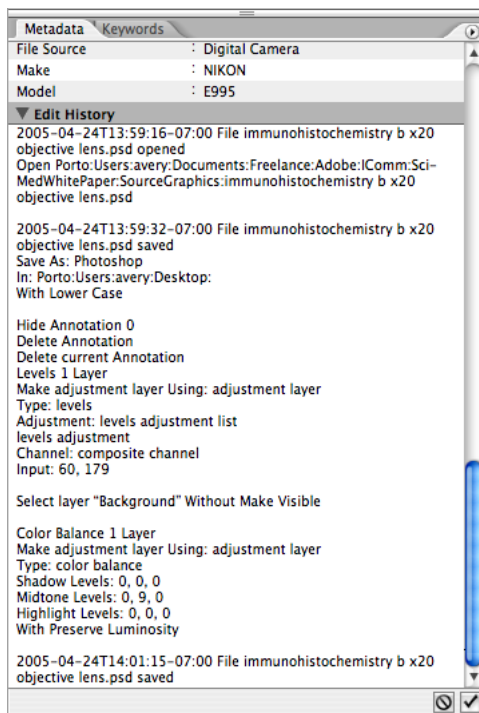 Metadata Keywords
File Source : Digital Camera
Make : NIKON
Model : E995
Edit History
2005-04-24T13:59:16-07:00 File immunohistochemistry b x20
objective lens.psd opened
Open Porto:Users:avery:Documents:Freelance:Adobe:IComm:Sci-
MedWhitePaper:SourceGraphics:immunohistochemistry b x20
objective lens.psd
2005-04-24T13:59:32-07:00 File immunohistochemistry b x20
objective lens.psd saved
Save As: Photoshop
In: Porto:Users:avery:Desktop:
With Lower Case
Hide Annotation 0
Delete Annotation
Delete current Annotation
Levels 1 Layer
Make adjustment layer Using: adjustment layer
Type: levels
Adjustment: levels adjustment list
levels adjustment
Channel: composite channel
Input: 60, 179
Select layer “Background” Without Make Visible
Color Balance 1 Layer
Make adjustment layer Using: adjustment layer
Type: color balance
Shadow Levels: 0, 0, 0
Midtone Levels: 0, 9, 0
Highlight Levels: 0, 0, 0
With Preserve Luminosity
2005-04-24T14:01:15-07:00 File immunohistochemistry b x20
objective lens.psd saved